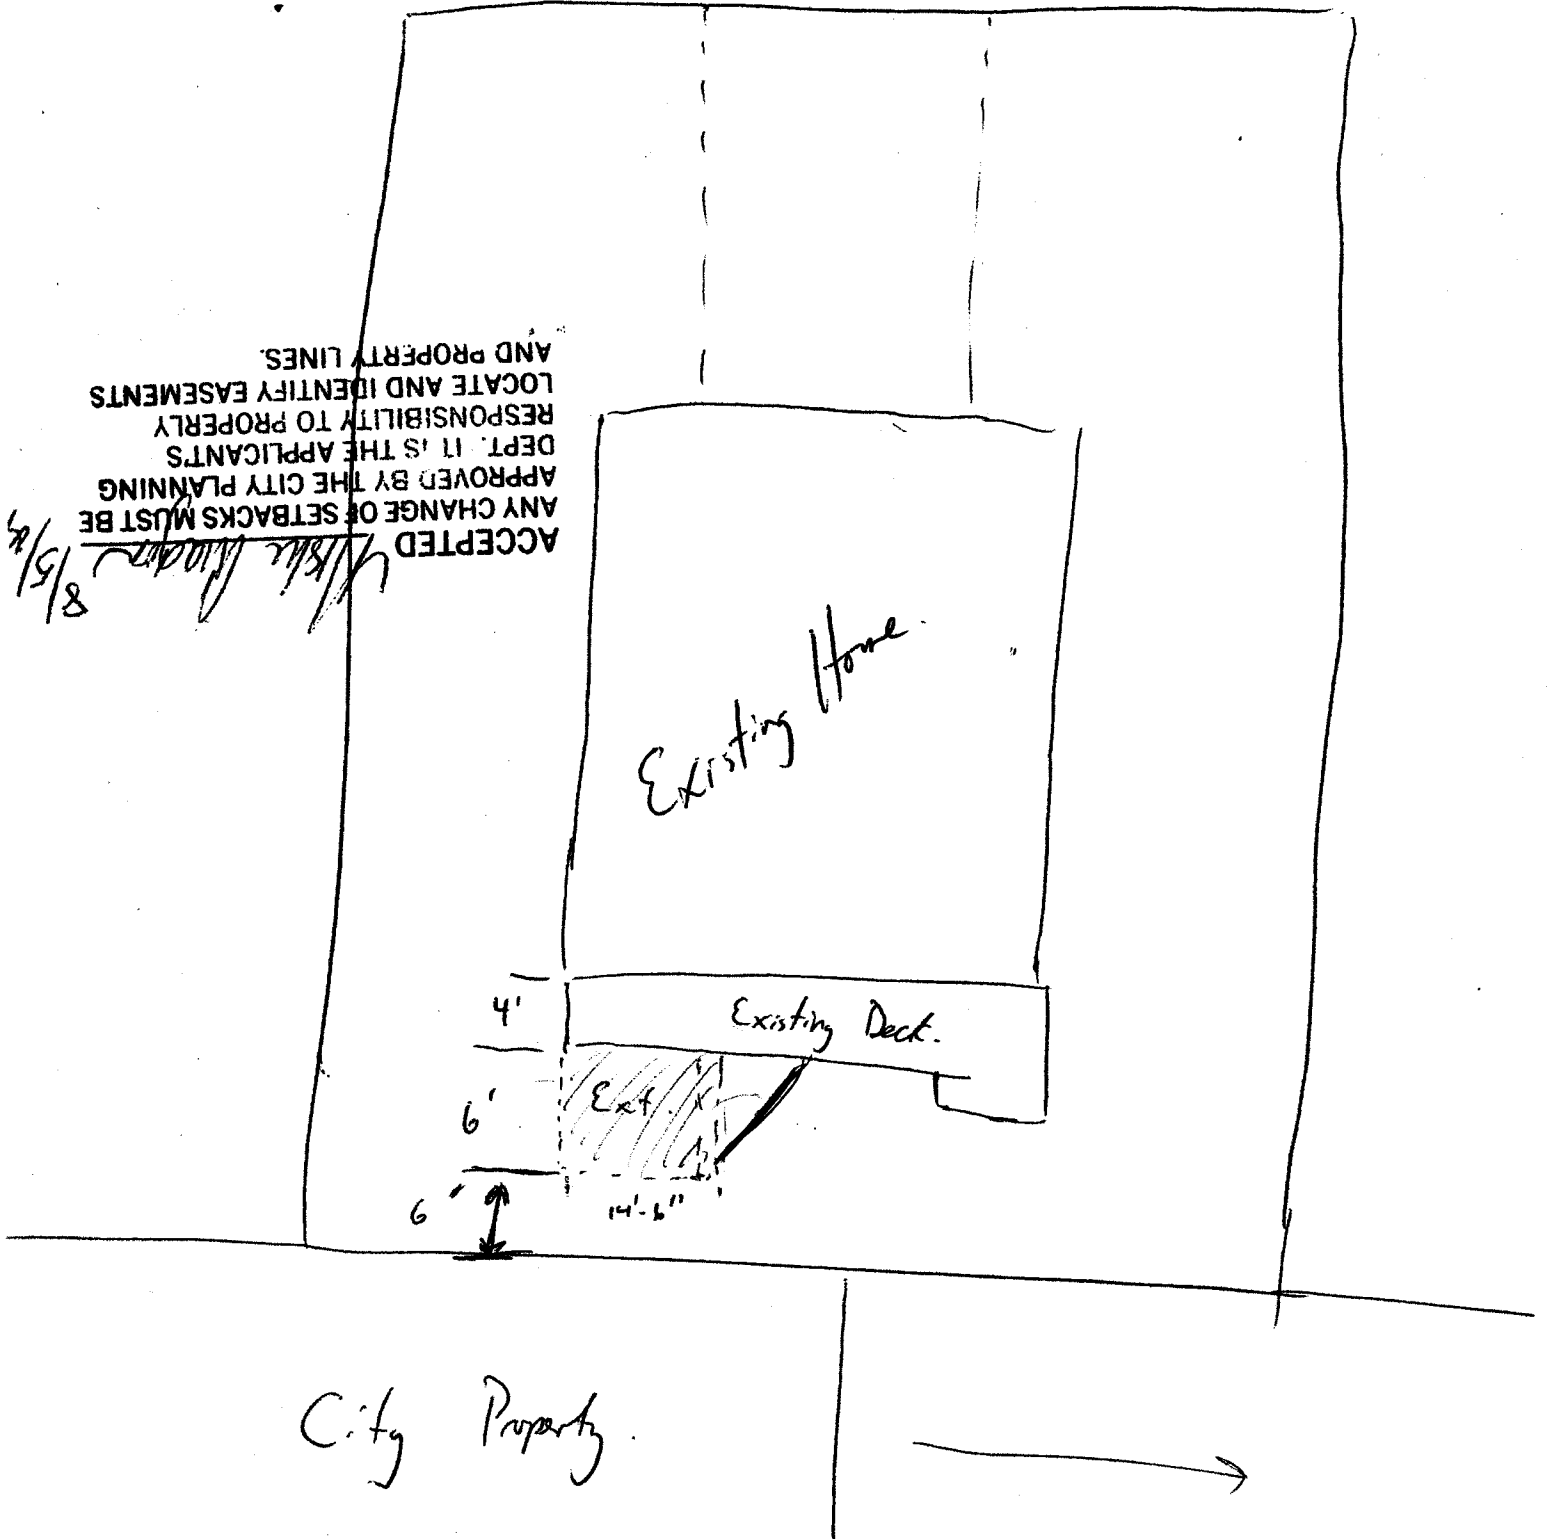 ACCEPTED
ANY CHANGE OF SETBACKS MUST BE
APPROVED BY THE CITY PLANNING
DEPT. IT IS THE APPLICANTS
RESPONSIBILITY TO PROPERLY
LOCATE AND IDENTIFY EASEMENTS
AND PROPERTY LINES.
8/5/
Existing Home.
4'
Existing Deck.
6'
Ext.
6'
14'-6"
City Property.